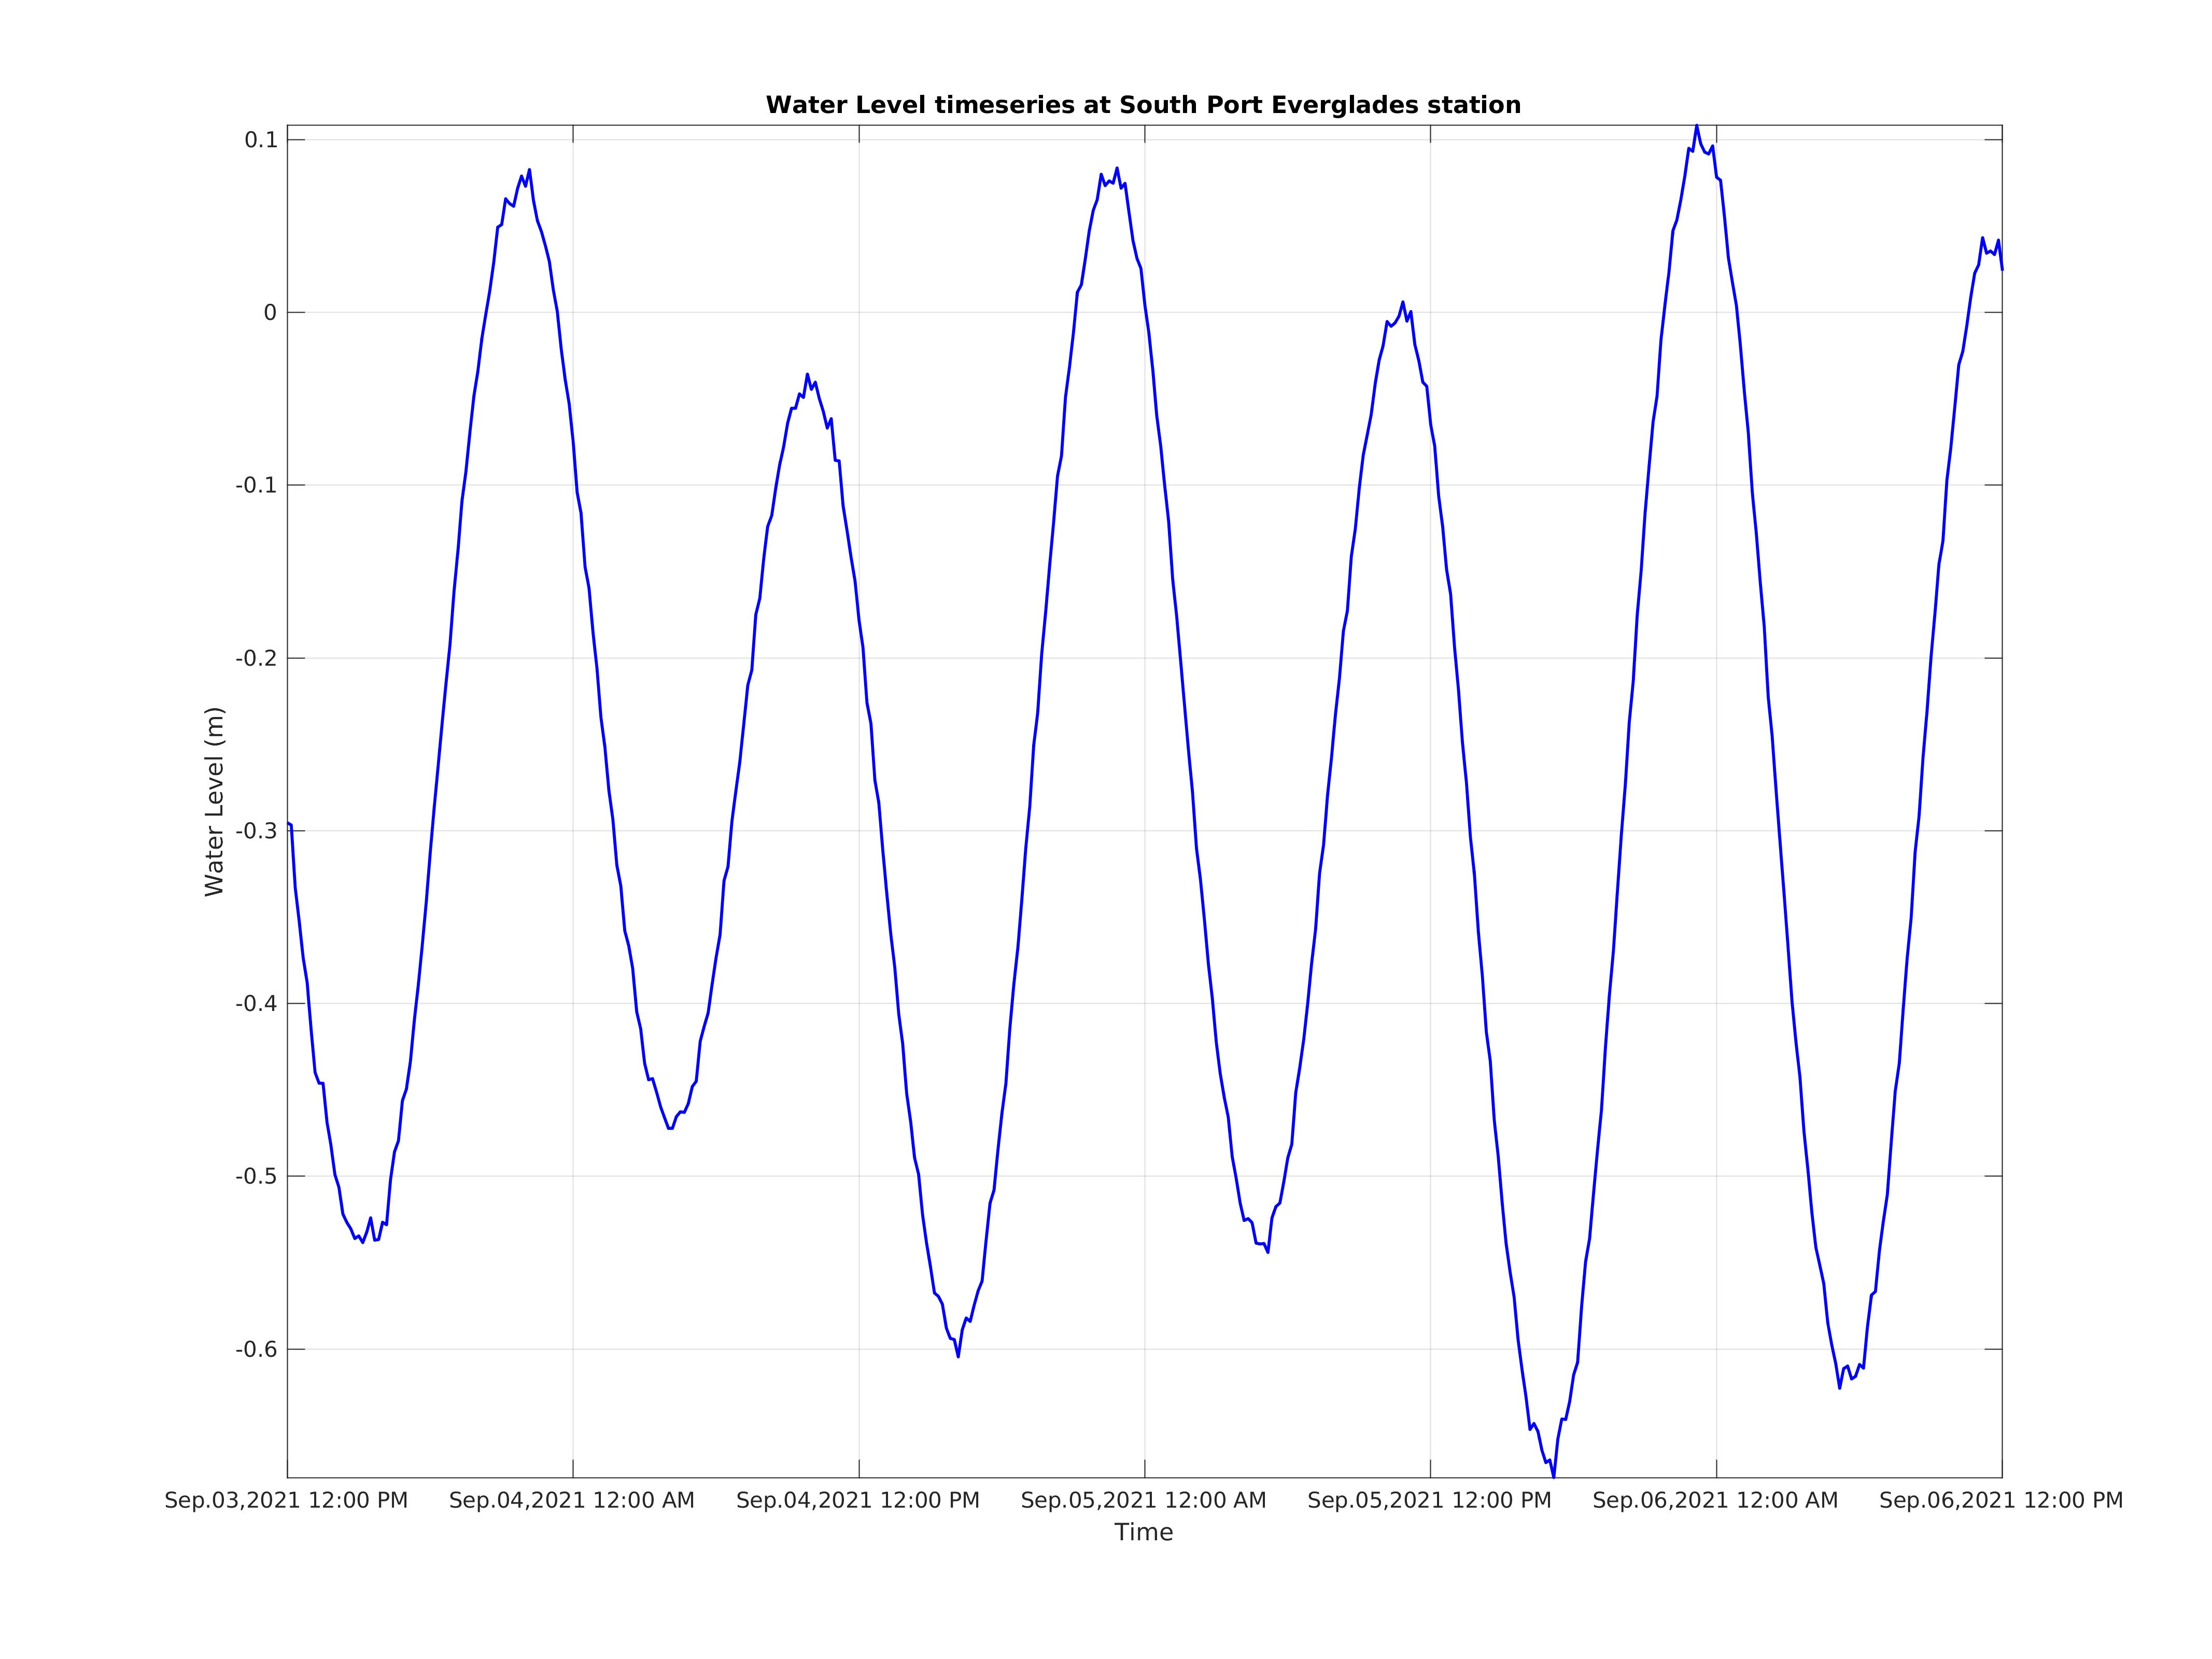 Water Level timeseries at South Port Everglades station
0.1
0
-0.1
-0.2
-0.3
-0.4
-0.5
-0.6
Water Level (m)
Sep.03,2021 12:00 PM Sep.04,2021 12:00 AM Sep.04,2021 12:00 PM Sep.05,2021 12:00 AM Sep.05,2021 12:00 PM Sep.06,2021 12:00 AM Sep.06,2021 12:00 PM
Time